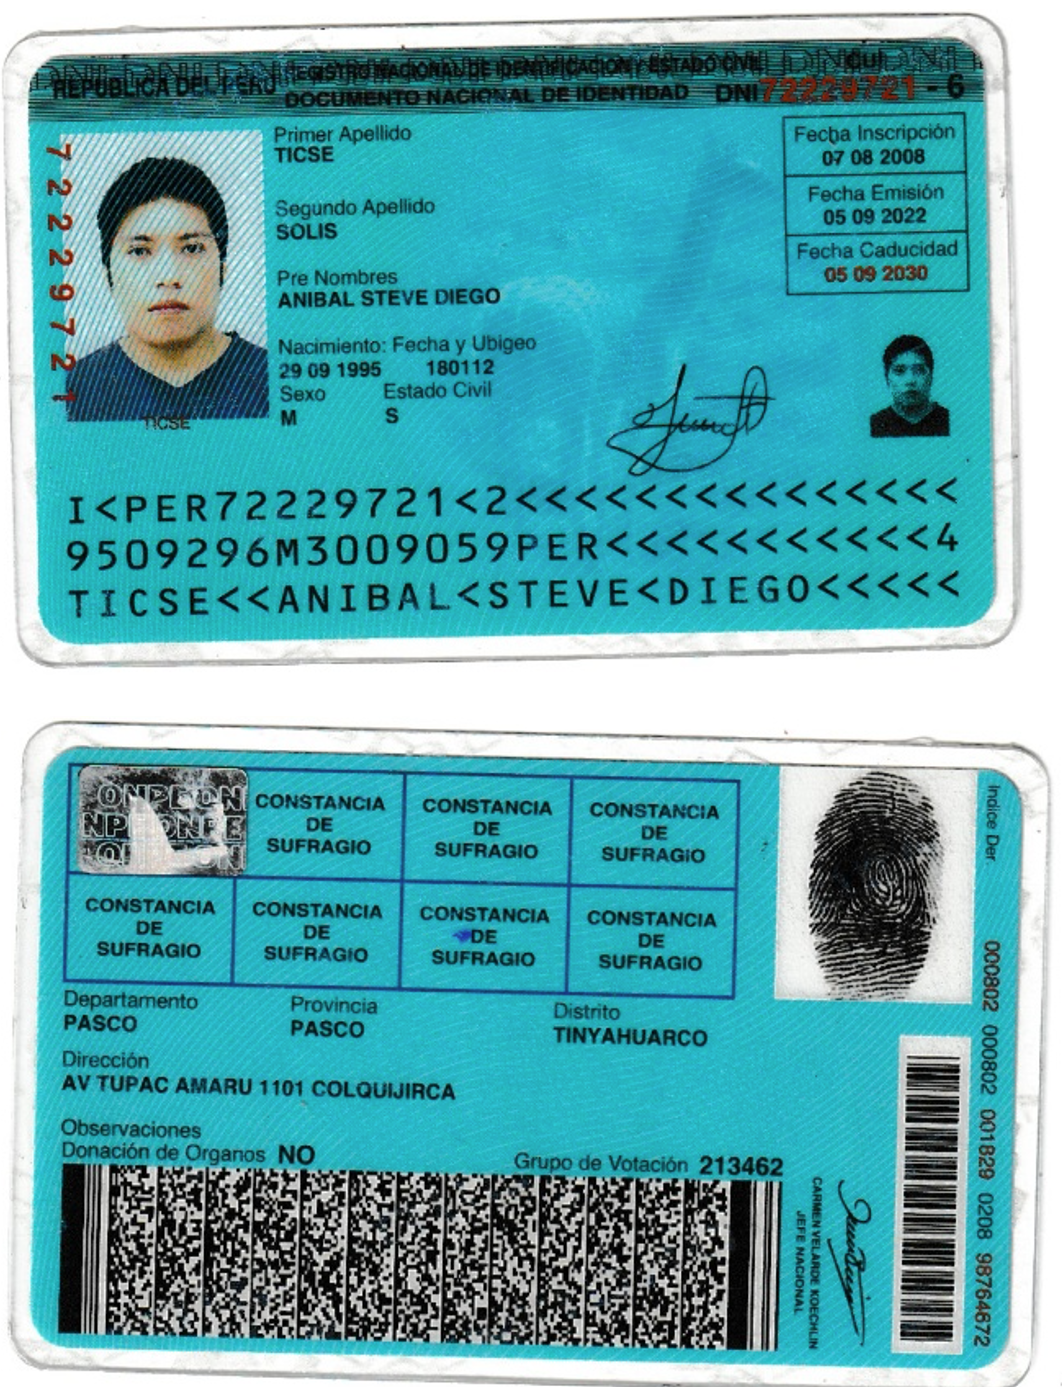 REPUBLICA DEL PERU REGISTRO NACIONAL DE IDENTIFICACION Y ESTADO CIVIL CUI
DOCUMENTO NACIONAL DE IDENTIDAD DNI 72229721 - 6
72229721
Primer Apellido
TICSE
Segundo Apellido
SOLIS
Pre Nombres
ANIBAL STEVE DIEGO
Nacimiento: Fecha y Ubigeo
29 09 1995 180112
Sexo Estado Civil
M S
TICSE
Fecha Inscripción
07 08 2008
Fecha Emisión
05 09 2022
Fecha Caducidad
05 09 2030
I<PER72229721<2<<<<<<<<<<<<<<<
9509296M3009059PER<<<<<<<<<<<4
TICSE<<ANIBAL<STEVE<DIEGO<<<<<
CONSTANCIA DE SUFRAGIO
CONSTANCIA DE SUFRAGIO
CONSTANCIA DE SUFRAGIO
CONSTANCIA DE SUFRAGIO
CONSTANCIA DE SUFRAGIO
CONSTANCIA DE SUFRAGIO
CONSTANCIA DE SUFRAGIO
Indice Der.
Departamento Provincia Distrito
PASCO PASCO TINYAHUARCO
Dirección
AV TUPAC AMARU 1101 COLQUIJIRCA
Observaciones
Donación de Organos NO Grupo de Votación 213462
CARMEN VELARDE KOECHLIN
JEFE NACIONAL
000802 000802 001829 0208 98764672